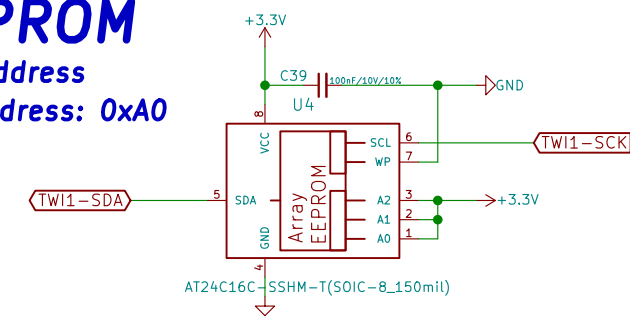 PROM
ddress
dress: 0xA0
+3.3V
C39
100nF/10V/10%
GND
U4
8
VCC
SCL
6
TWI1-SCK
WP
7
TWI1-SDA
5
SDA
Array
EEPROM
A2
3
+3.3V
A1
2
A0
1
GND
4
AT24C16C-SSHM-T(SOIC-8_150mil)